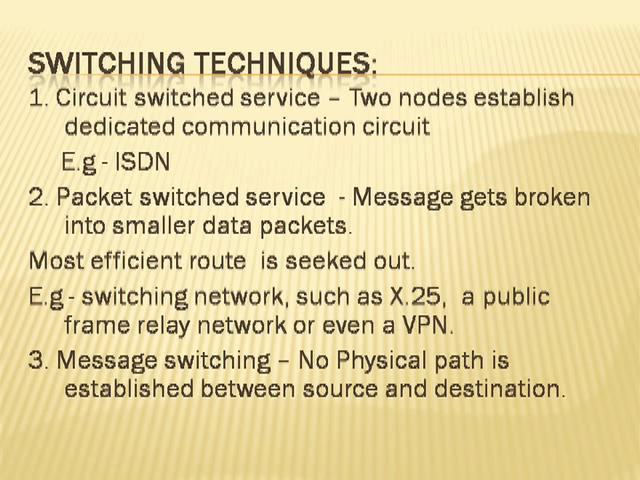 SWITCHING TECHNIQUES:
1. Circuit switched service – Two nodes establish
dedicated communication circuit
E.g - ISDN
2. Packet switched service - Message gets broken
into smaller data packets.
Most efficient route is seeked out.
E.g - switching network, such as X.25, a public
frame relay network or even a VPN.
3. Message switching – No Physical path is
established between source and destination.